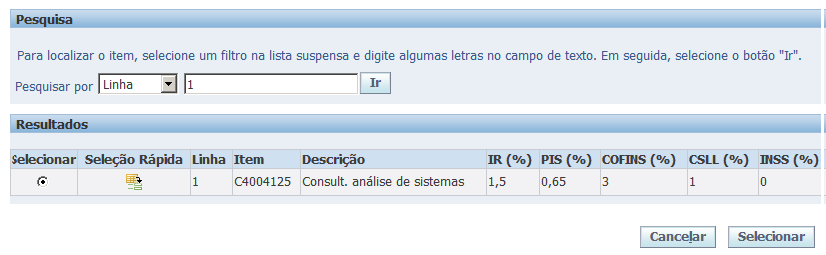 Pesquisa
Para localizar o item, selecione um filtro na lista suspensa e digite algumas letras no campo de texto. Em seguida, selecione o botão "Ir".
Pesquisar por Linha 1 Ir
Resultados
Selecionar Seleção Rápida Linha Item Descrição IR (%) PIS (%) COFINS (%) CSLL (%) INSS (%)
1 C4004125 Consult. análise de sistemas 1,5 0,65 3 1 0
Cancelar Selecionar